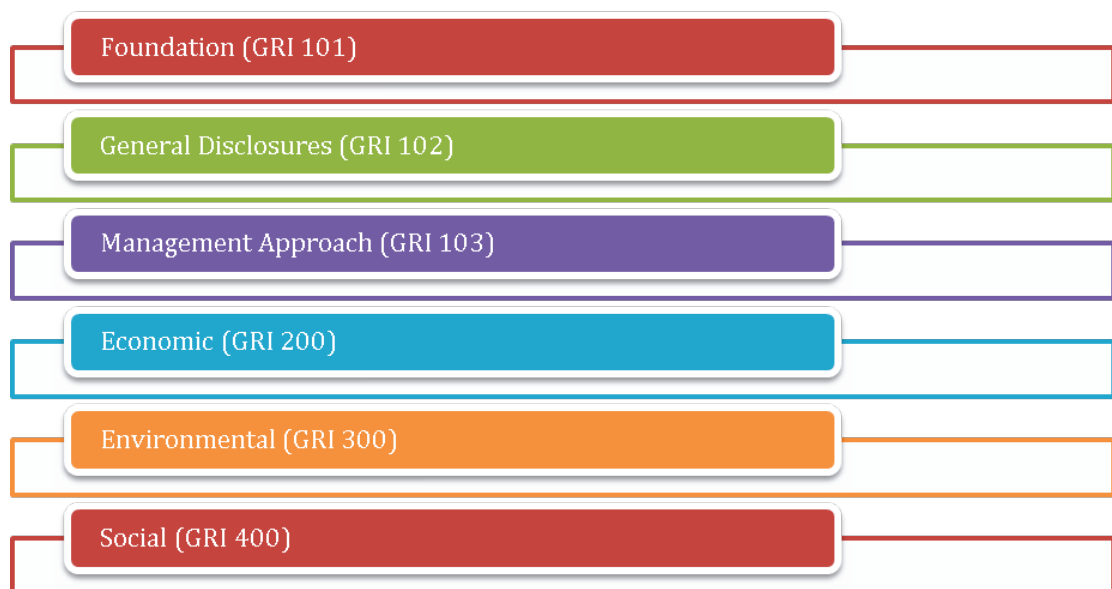 Foundation (GRI 101)
General Disclosures (GRI 102)
Management Approach (GRI 103)
Economic (GRI 200)
Environmental (GRI 300)
Social (GRI 400)